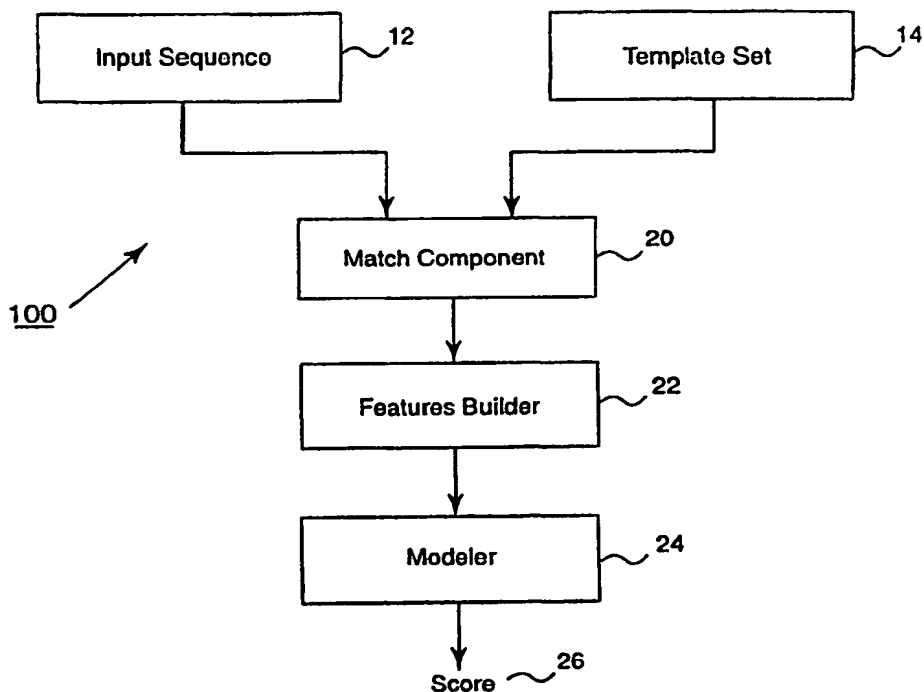 Input Sequence
12
Template Set
14
Match Component
20
100
Features Builder
22
Modeler
24
Score
26